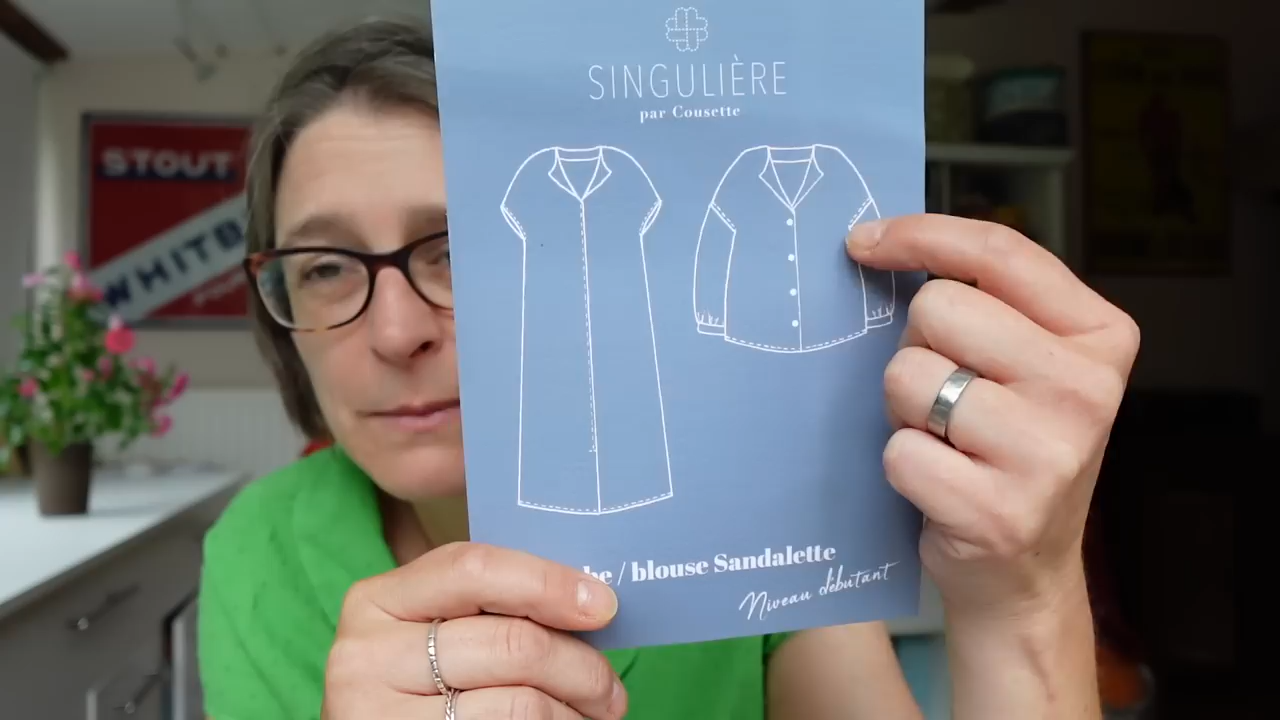 STOUT
WHITB
SINGULIÈRE
par Cousette
be / blouse Sandalette
Niveau débutant